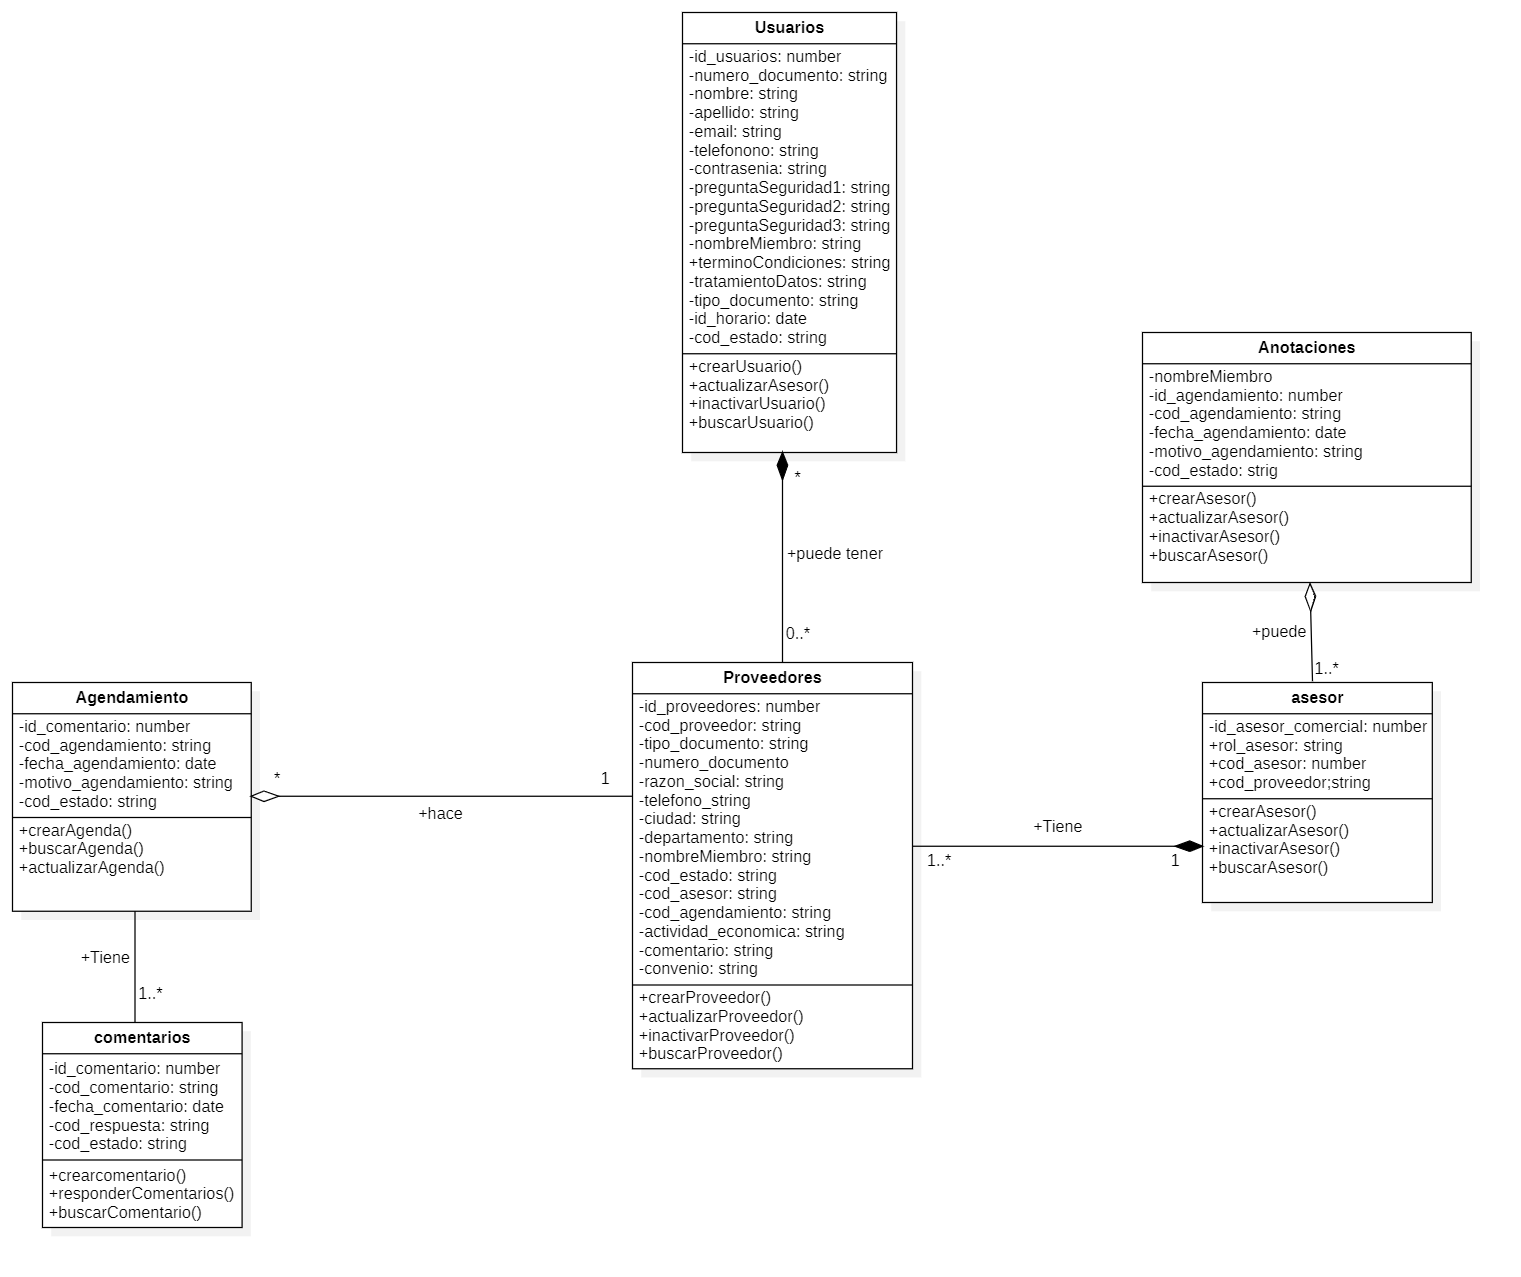 Usuarios
-id_usuarios: number
-numero_documento: string
-nombre: string
-apellido: string
-email: string
-telefonono: string
-contrasenia: string
-preguntaSeguridad1: string
-preguntaSeguridad2: string
-preguntaSeguridad3: string
-nombreMiembro: string
+terminoCondiciones: string
-tratamientoDatos: string
-tipo_documento: string
-id_horario: date
-cod_estado: string
+crearUsuario()
+actualizarAsesor()
+inactivarUsuario()
+buscarUsuario()
*
+puede tener
0..*
Anotaciones
-nombreMiembro
-id_agendamiento: number
-cod_agendamiento: string
-fecha_agendamiento: date
-motivo_agendamiento: string
-cod_estado: strig
+crearAsesor()
+actualizarAsesor()
+inactivarAsesor()
+buscarAsesor()
+puede
1..*
Agendamiento
-id_comentario: number
-cod_agendamiento: string
-fecha_agendamiento: date
-motivo_agendamiento: string
-cod_estado: string
+crearAgenda()
+buscarAgenda()
+actualizarAgenda()
*
1
+hace
Proveedores
-id_proveedores: number
-cod_proveedor: string
-tipo_documento: string
-numero_documento
-razon_social: string
-telefono_string
-ciudad: string
-departamento: string
-nombreMiembro: string
-cod_estado: string
-cod_asesor: string
-cod_agendamiento: string
-actividad_economica: string
-comentario: string
-convenio: string
+crearProveedor()
+actualizarProveedor()
+inactivarProveedor()
+buscarProveedor()
+Tiene
1..*
1
asesor
-id_asesor_comercial: number
+rol_asesor: string
+cod_asesor: number
+cod_proveedor;string
+crearAsesor()
+actualizarAsesor()
+inactivarAsesor()
+buscarAsesor()
+Tiene
1..*
comentarios
-id_comentario: number
-cod_comentario: string
-fecha_comentario: date
-cod_respuesta: string
-cod_estado: string
+crearcomentario()
+responderComentarios()
+buscarComentario()